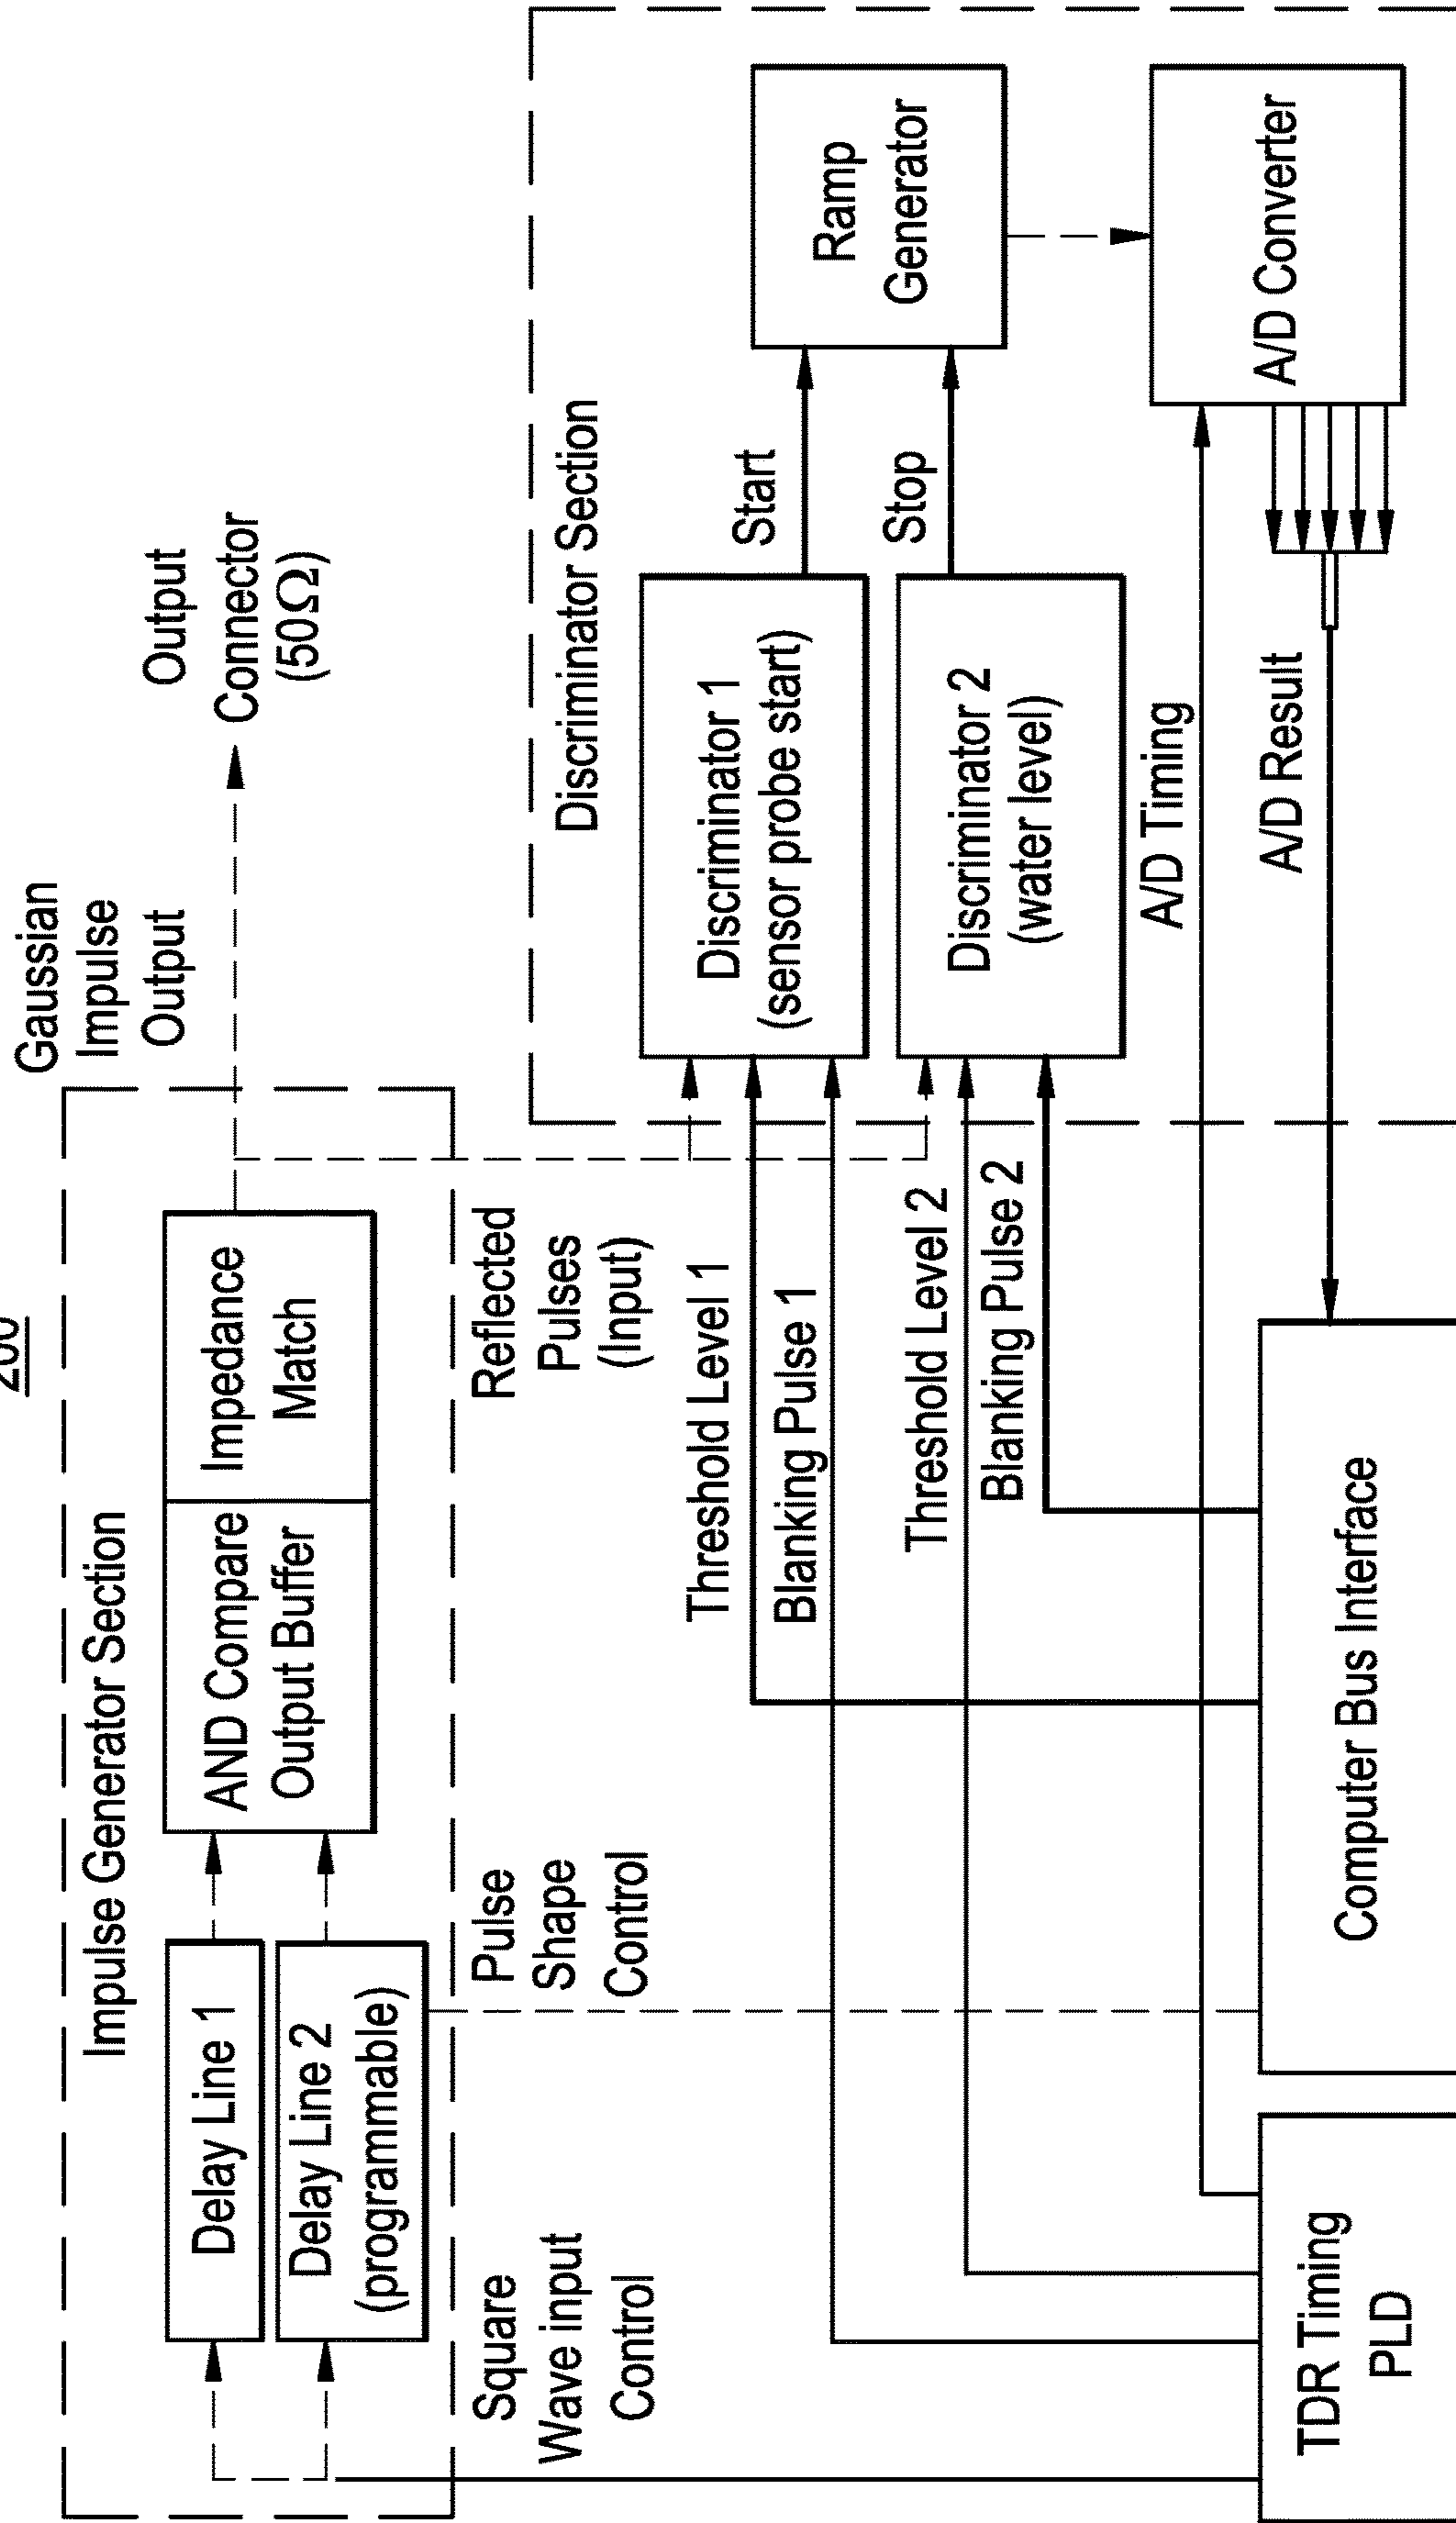 200
Impulse Generator Section
Delay Line 1
Delay Line 2
(programmable)
AND Compare
Output Buffer
Impedance
Match
Gaussian
Impulse
Output
Output
Connector
(50Ω)
Square
Wave input
Control
Pulse
Shape
Control
Reflected
Pulses
(Input)
Discriminator Section
Threshold Level 1
Blanking Pulse 1
Threshold Level 2
Blanking Pulse 2
Discriminator 1
(sensor probe start)
Discriminator 2
(water level)
Start
Stop
Ramp
Generator
A/D Timing
A/D Result
A/D Converter
TDR Timing
PLD
Computer Bus Interface